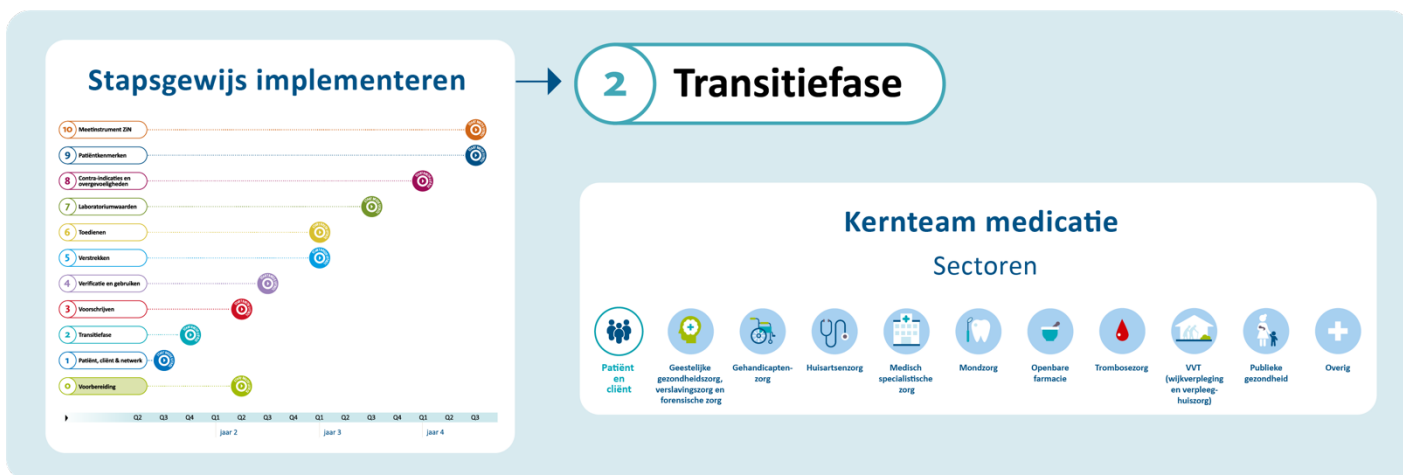 Stapsgewijs implementeren
10 Meetinstrument ZIN
9 Patiëntkenmerken
8 Contra-indicaties en
overgevoeligheden
7 Laboratoriumwaarden
6 Toedienen
5 Verstrekken
4 Verificatie en gebruiken
3 Voorschrijven
2 Transitiefase
1 Patiënt, cliënt & netwerk
0 Voorbereiding
Q2 Q3 Q4 Q1 Q2 Q3 Q4 Q1 Q2 Q3 Q4 Q1 Q2 Q3
jaar 2 jaar 3 jaar 4
2 Transitiefase
Kernteam medicatie
Sectoren
Patiënt
en
cliënt
Geestelijke
gezondheidszorg,
verslavingszorg en
forensische zorg
Gehandicapten-
zorg
Huisartsenzorg
Medisch
specialistische
zorg
Mondzorg
Openbare
farmacie
Trombosezorg
VVT
(wijkverpleging
en verpleeg-
huiszorg)
Publieke
gezondheid
Overig